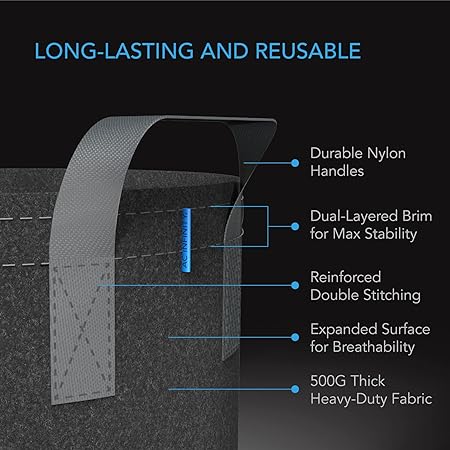 LONG-LASTING AND REUSABLE
Durable Nylon
Handles
Dual-Layered Brim
for Max Stability
AC INFINITY
Reinforced
Double Stitching
Expanded Surface
for Breathability
500G Thick
Heavy-Duty Fabric